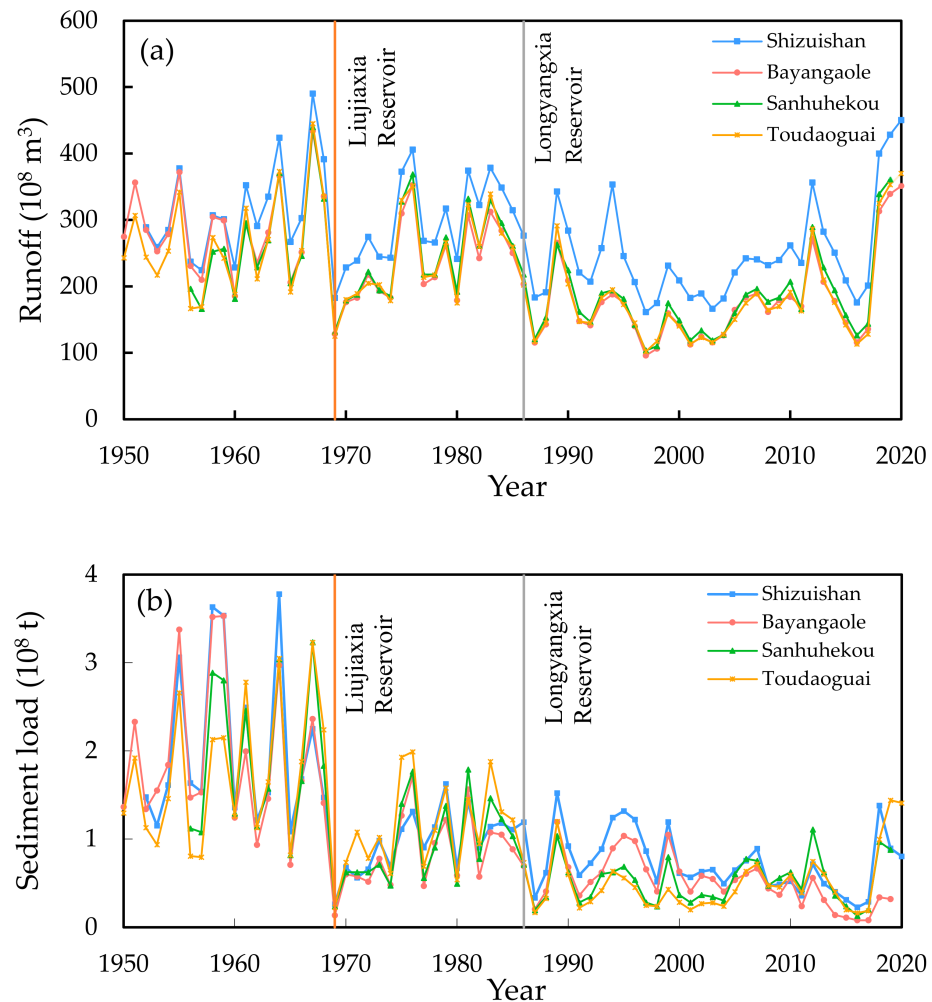 600
500
400
300
200
100
0
Runoff (10⁸ m³)
(a)
Liujiaxia
Reservoir
Longyangxia
Reservoir
Shizuishan
Bayangaole
Sanhuhekou
Toudaoguai
1950 1960 1970 1980 1990 2000 2010 2020
Year
4
3
2
1
0
Sediment load (10⁸ t)
(b)
Liujiaxia
Reservoir
Longyangxia
Reservoir
Shizuishan
Bayangaole
Sanhuhekou
Toudaoguai
1950 1960 1970 1980 1990 2000 2010 2020
Year